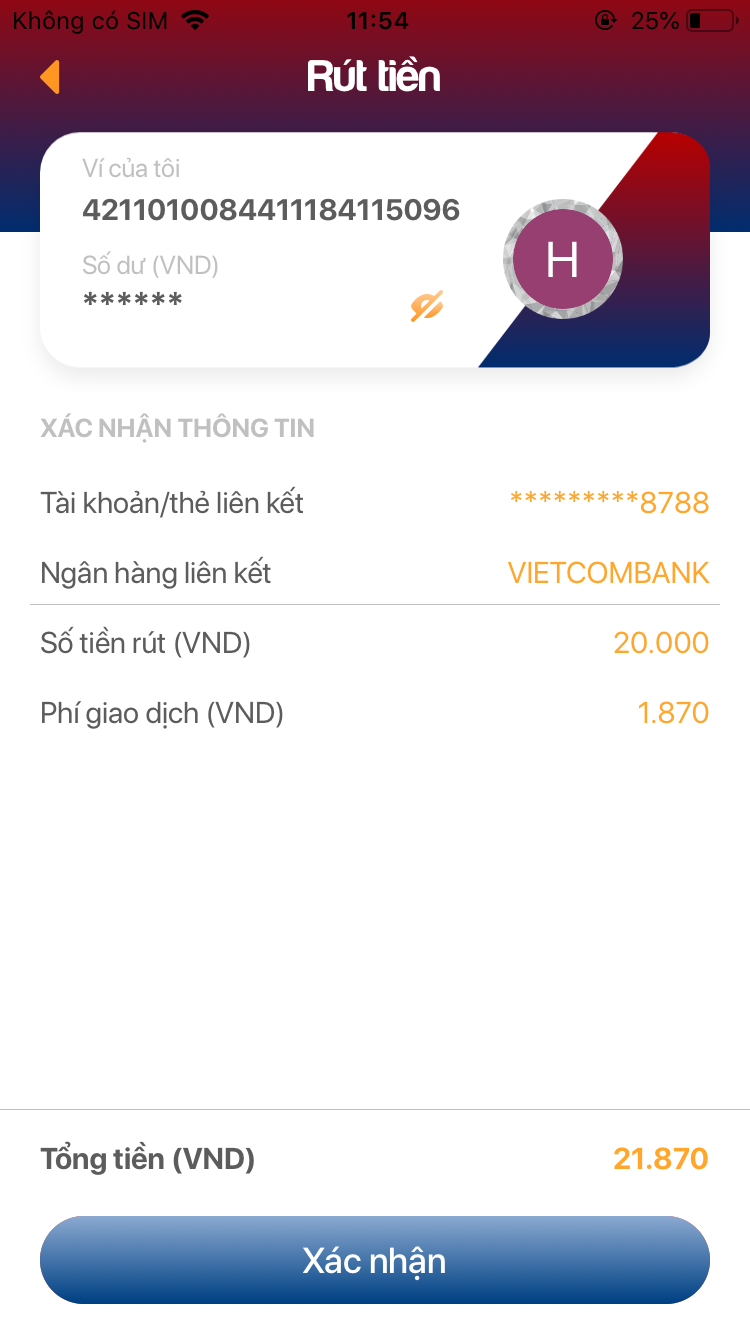 Không có SIM 11:54 25%
Rút tiền
Ví của tôi
4211010084411184115096
Số dư (VND)
******
H
XÁC NHẬN THÔNG TIN
Tài khoản/thẻ liên kết *********8788
Ngân hàng liên kết VIETCOMBANK
Số tiền rút (VND) 20.000
Phí giao dịch (VND) 1.870
Tổng tiền (VND) 21.870
Xác nhận